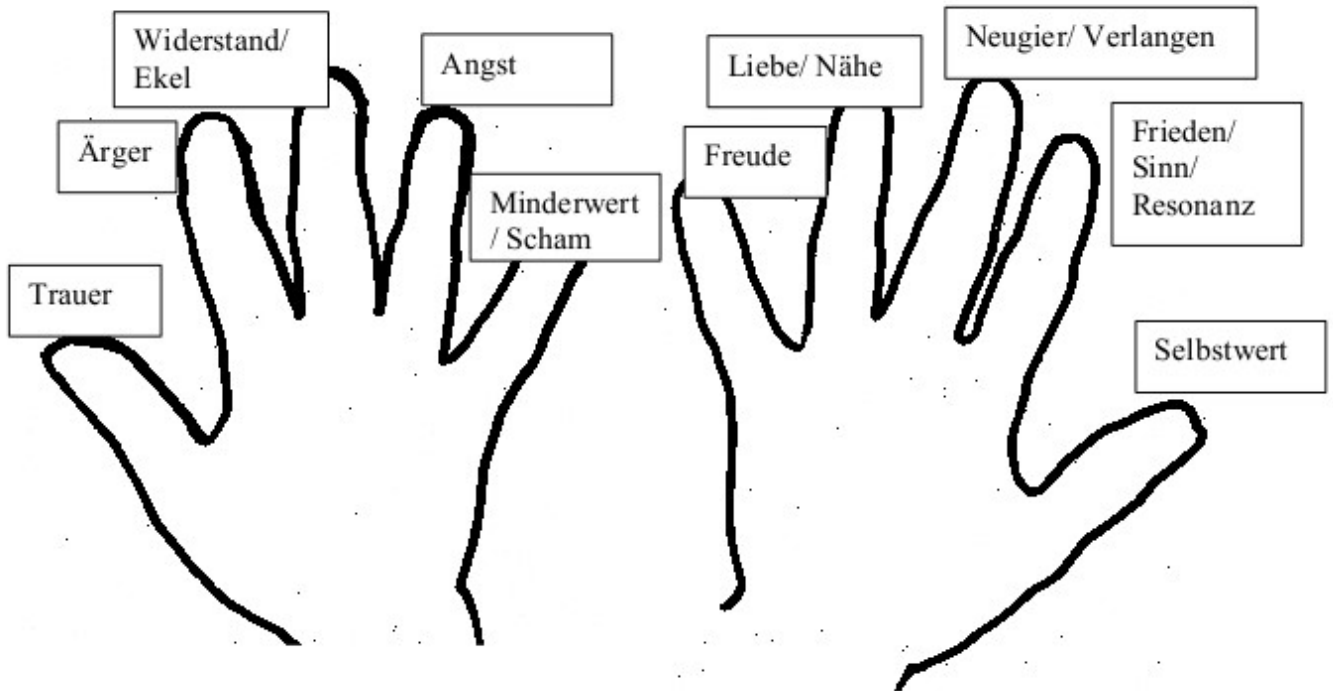 Widerstand/
Ekel
Angst
Ärger
Minderwert
/ Scham
Trauer
Liebe/ Nähe
Neugier/ Verlangen
Freude
Frieden/
Sinn/
Resonanz
Selbstwert